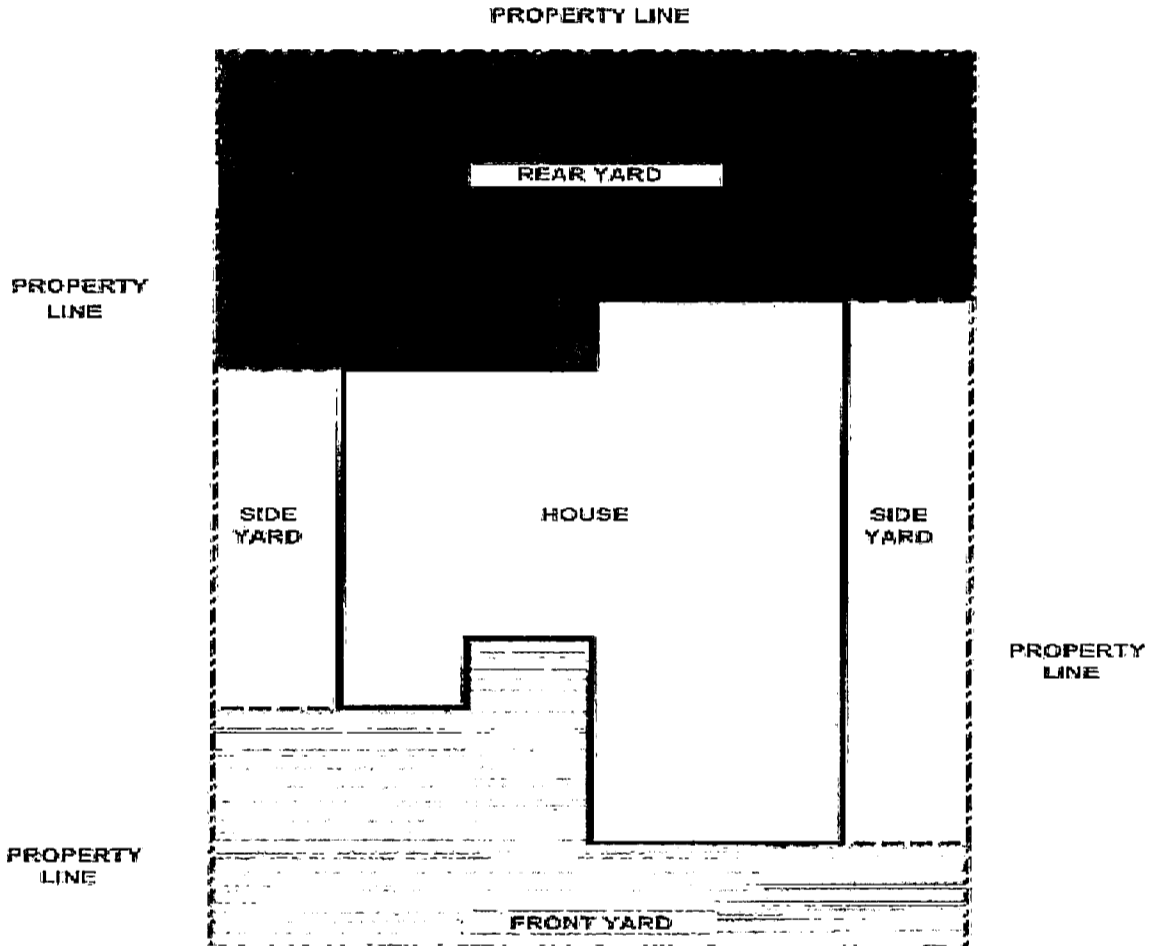 PROPERTY LINE
REAR YARD
PROPERTY
LINE
SIDE
YARD
HOUSE
SIDE
YARD
PROPERTY
LINE
PROPERTY
LINE
FRONT YARD